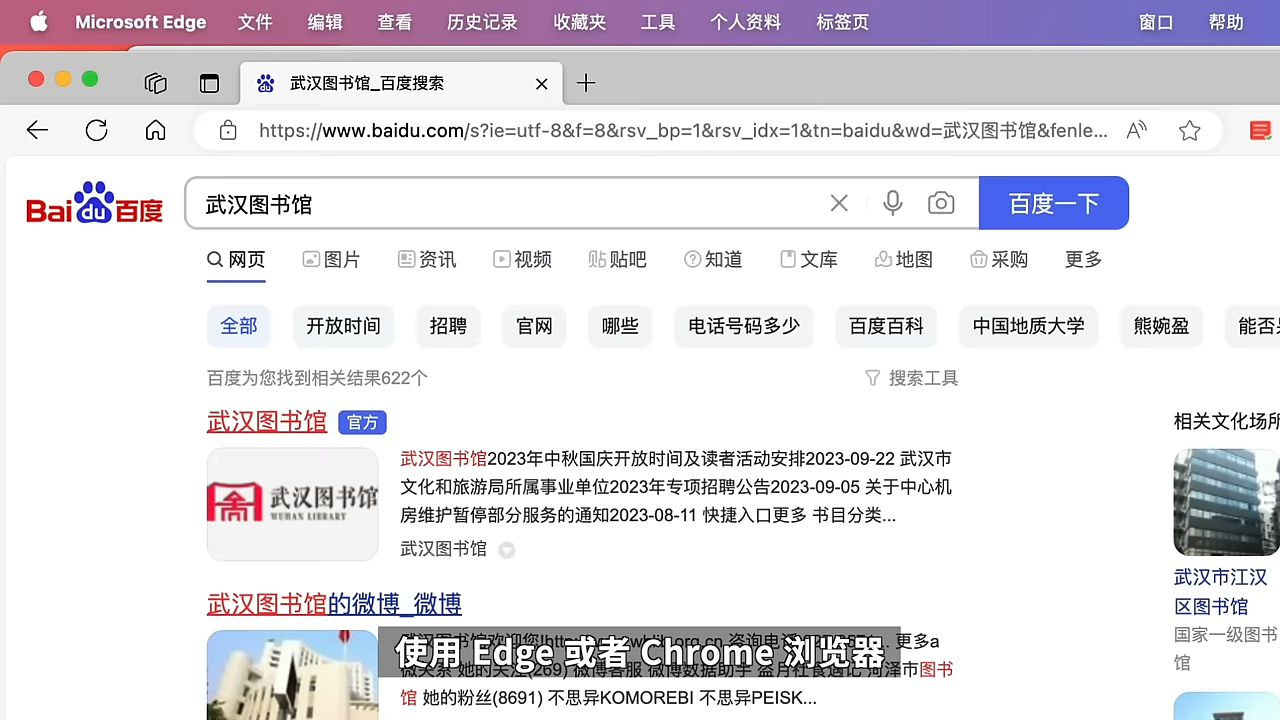 Microsoft Edge 文件 编辑 查看 历史记录 收藏夹 工具 个人资料 标签页 窗口 帮助
武汉图书馆_百度搜索
https://www.baidu.com/s?ie=utf-8&f=8&rsv_bp=1&rsv_idx=1&tn=baidu&wd=武汉图书馆&fenle...
Bai du 百度 武汉图书馆 百度一下
网页 图片 资讯 视频 贴吧 知道 文库 地图 采购 更多
全部 开放时间 招聘 官网 哪些 电话号码多少 百度百科 中国地质大学 熊婉盈 能否
百度为您找到相关结果622个 搜索工具
武汉图书馆 官方
相关文化场所
武汉图书馆2023年中秋国庆开放时间及读者活动安排2023-09-22 武汉市
文化和旅游局所属事业单位2023年专项招聘公告2023-09-05 关于中心机
房维护暂停部分服务的通知2023-08-11 快捷入口更多 书目分类...
武汉图书馆
WUHAN LIBRARY
武汉图书馆
武汉市江汉
区图书馆
国家一级图书
馆
武汉图书馆的微博_微博
更多a
使用 Edge 或者 Chrome 浏览器
图书
馆 她的粉丝(8691) 不思异KOMOREBI 不思异PEISK...